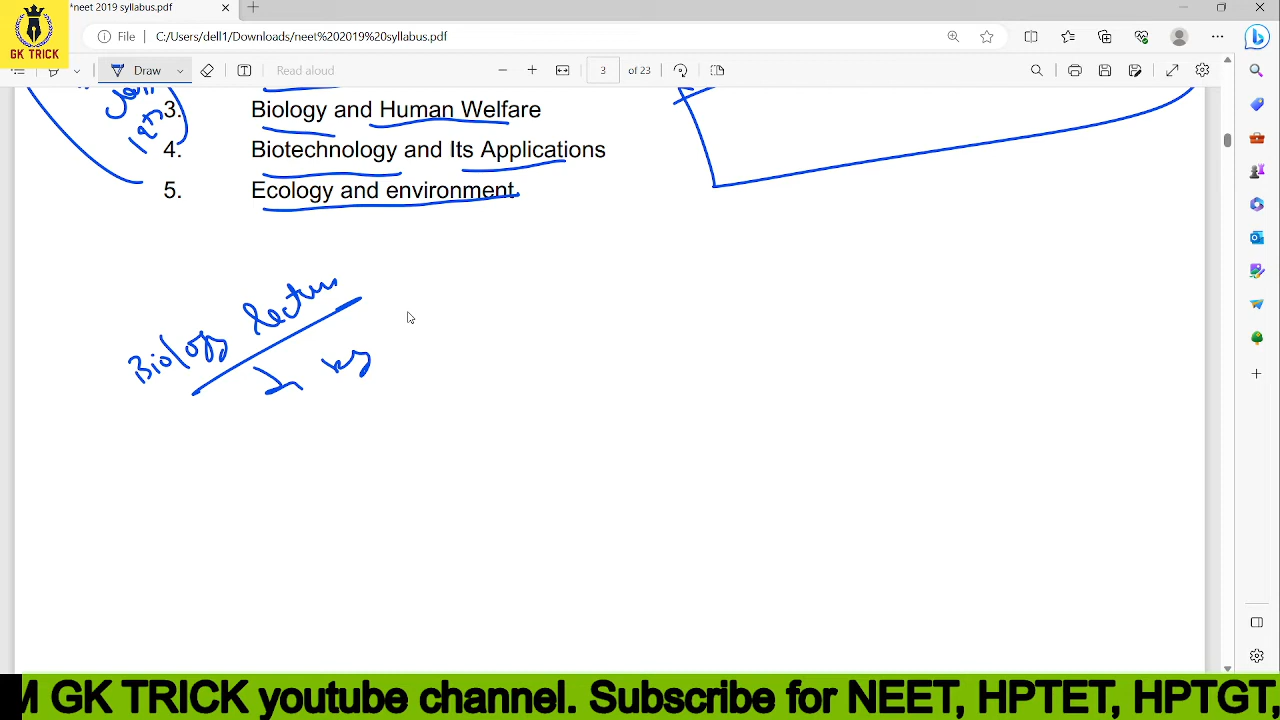 *neet 2019 syllabus.pdf
GK TRICK
File C:/Users/dell1/Downloads/neet%202019%20syllabus.pdf
Draw Read aloud 3 of 23
3. Biology and Human Welfare
12th
4. Biotechnology and Its Applications
5. Ecology and environment
Biology lecture
M GK TRICK youtube channel. Subscribe for NEET, HPTET, HPTGT,